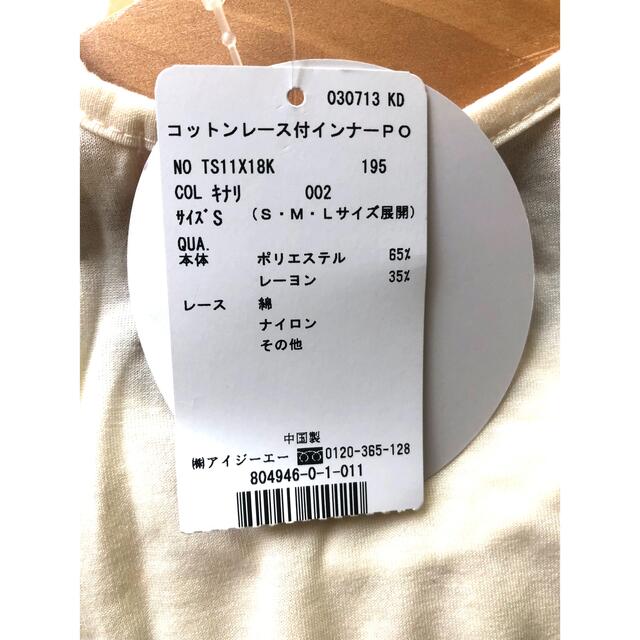 030713 KD
コットンレース付インナーPO
NO TS11X18K 195
COL キナリ 002
サイズS (S・M・Lサイズ展開)
QUA.
本体 ポリエステル 65%
レーヨン 35%
レース 綿
ナイロン
その他
中国製
㈱アイジーエー 0120-365-128
804946-0-1-011